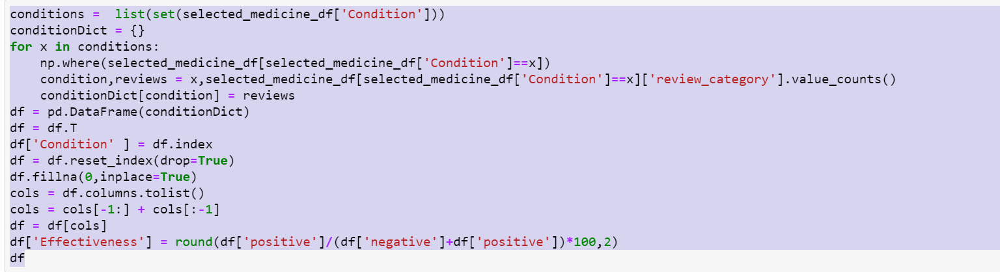 conditions =  list(set(selected_medicine_df['Condition']))
conditionDict = {}
for x in conditions:
    np.where(selected_medicine_df[selected_medicine_df['Condition']==x])
    condition,reviews = x,selected_medicine_df[selected_medicine_df['Condition']==x]['review_category'].value_counts()
    conditionDict[condition] = reviews
df = pd.DataFrame(conditionDict)
df = df.T
df['Condition' ] = df.index
df = df.reset_index(drop=True)
df.fillna(0,inplace=True)
cols = df.columns.tolist()
cols = cols[-1:] + cols[:-1]
df = df[cols]
df['Effectiveness'] = round(df['positive']/(df['negative']+df['positive'])*100,2)
df